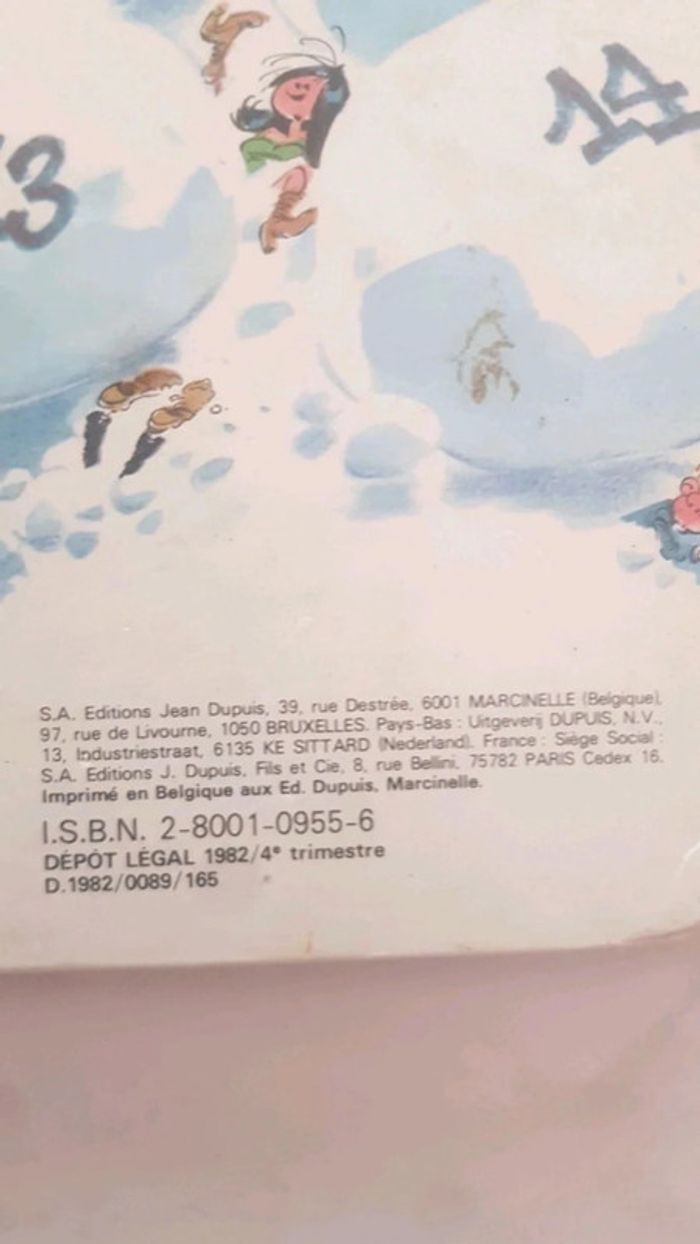 14
3
S.A. Editions Jean Dupuis, 39, rue Destrée, 6001 MARCINELLE (Belgique),
97, rue de Livourne, 1050 BRUXELLES. Pays-Bas : Uitgeverij DUPUIS, N.V.,
13, Industriestraat, 6135 KE SITTARD (Nederland). France : Siège Social :
S.A. Editions J. Dupuis, Fils et Cie, 8, rue Bellini, 75782 PARIS Cedex 16.
Imprimé en Belgique aux Ed. Dupuis, Marcinelle.
I.S.B.N. 2-8001-0955-6
DÉPÔT LÉGAL 1982/4e trimestre
D.1982/0089/165